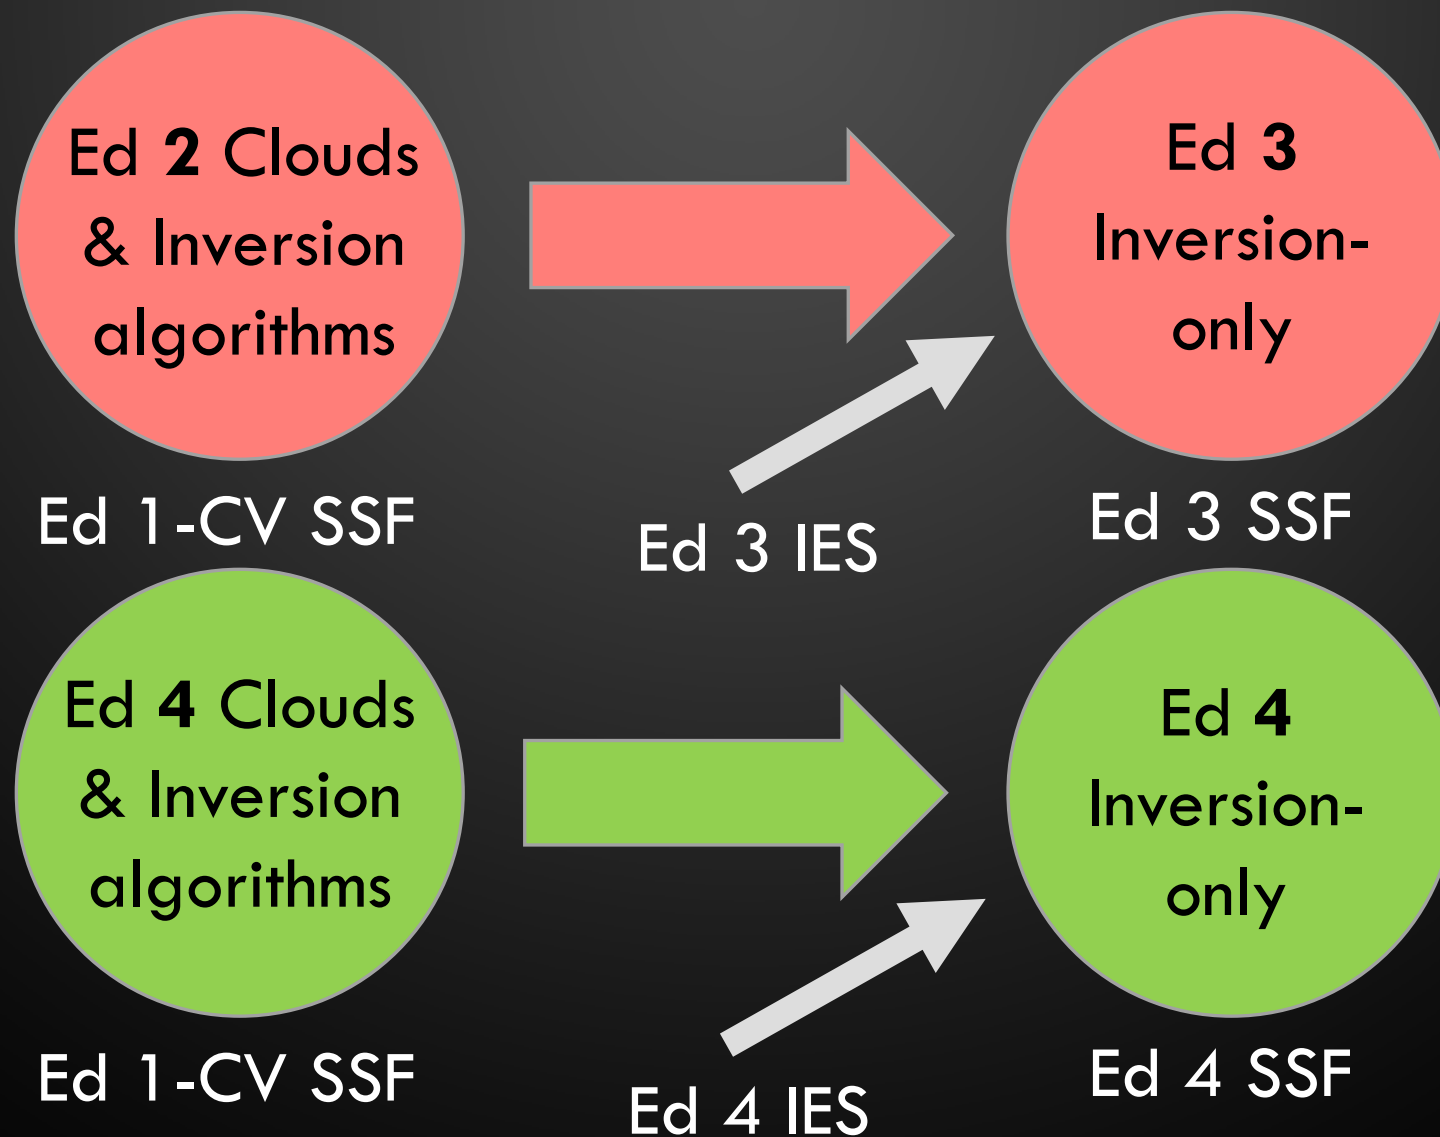 Ed 2 Clouds
& Inversion
algorithms
Ed 3
Inversion-
only
Ed 1-CV SSF
Ed 3 IES
Ed 3 SSF
Ed 4 Clouds
& Inversion
algorithms
Ed 4
Inversion-
only
Ed 1-CV SSF
Ed 4 IES
Ed 4 SSF